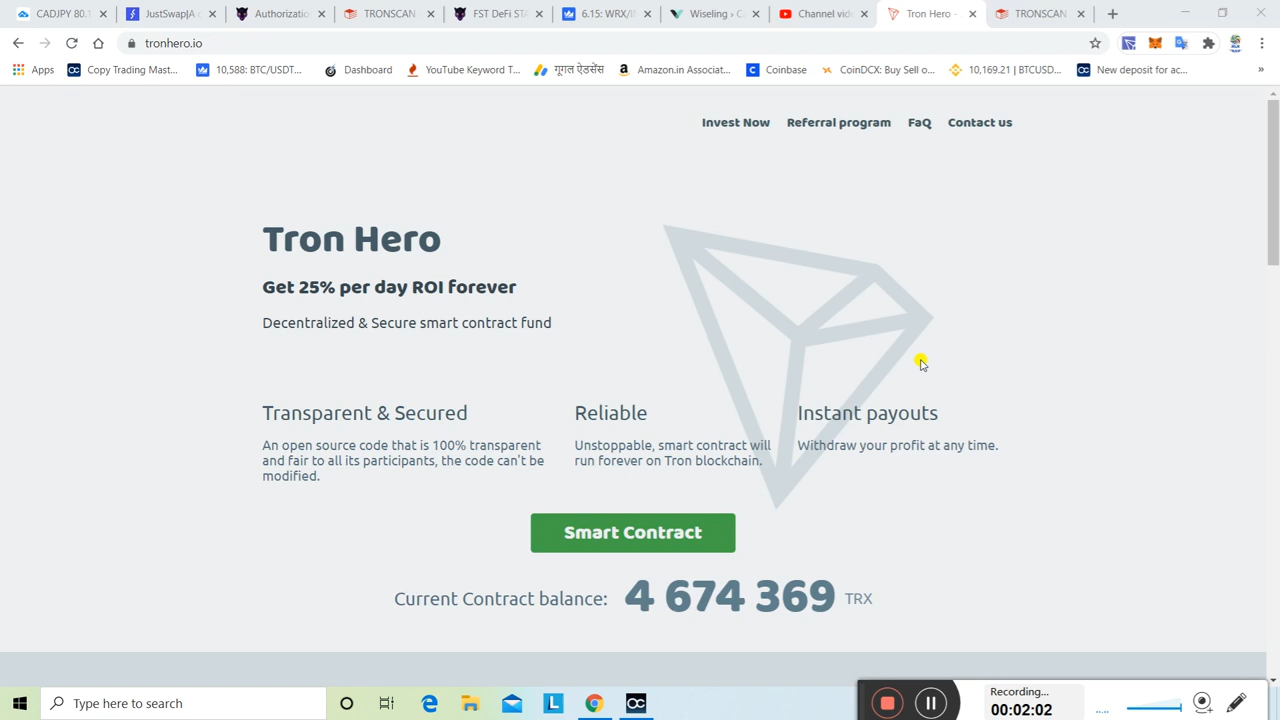 CADJPY 80.1
JustSwap|A d
Authorizatio
TRONSCAN
FST DeFi STA
6.15: WRX/IN
Wiseling › Ca
Channel vide
Tron Hero -
TRONSCAN
tronhero.io
Apps
Copy Trading Mast...
10,588: BTC/USDT...
Dashboard
YouTube Keyword T...
गूगल ऐडसेंस
Amazon.in Associat...
Coinbase
CoinDCX: Buy Sell o...
10,169.21 | BTCUSD...
New deposit for ac...
»
Invest Now
Referral program
FaQ
Contact us
Tron Hero
Get 25% per day ROI forever
Decentralized & Secure smart contract fund
Transparent & Secured
An open source code that is 100% transparent
and fair to all its participants, the code can't be
modified.
Reliable
Unstoppable, smart contract will
run forever on Tron blockchain.
Instant payouts
Withdraw your profit at any time.
Smart Contract
Current Contract balance: 4 674 369 TRX
Type here to search
Recording...
00:02:02